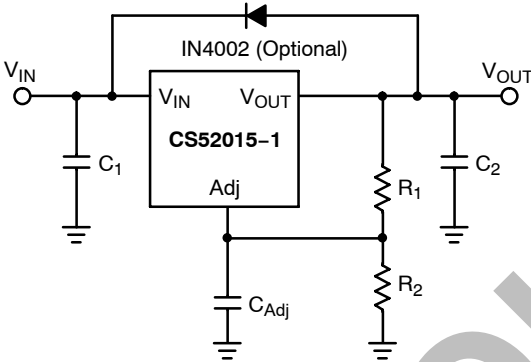 IN4002 (Optional)
V_IN
V_OUT
V_IN
V_OUT
CS52015−1
C_1
Adj
R_1
C_2
C_Adj
R_2